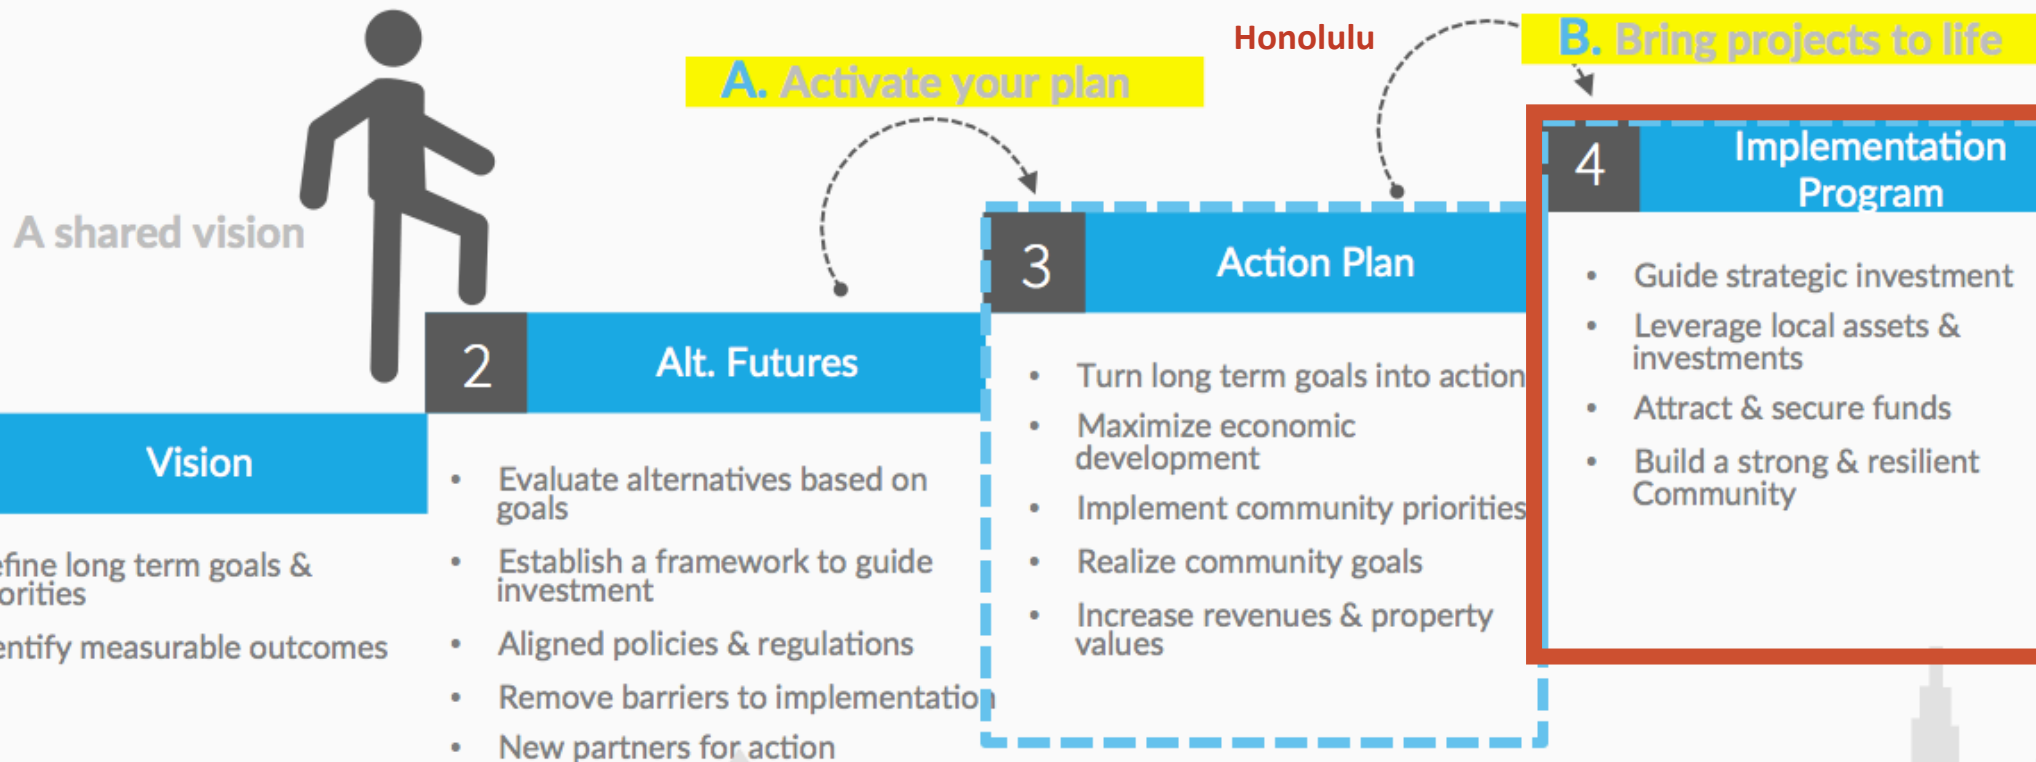 Honolulu
B. Bring projects to life
A. Activate your plan
A shared vision
4
Implementation
Program
Guide strategic investment
Leverage local assets &
investments
Attract & secure funds
Build a strong & resilient
Community
3
Action Plan
Turn long term goals into action
Maximize economic
development
Implement community priorities
Realize community goals
Increase revenues & property
values
2
Alt. Futures
Evaluate alternatives based on
goals
Establish a framework to guide
investment
Aligned policies & regulations
Remove barriers to implementation
New partners for action
Vision
efine long term goals &
orities
entify measurable outcomes